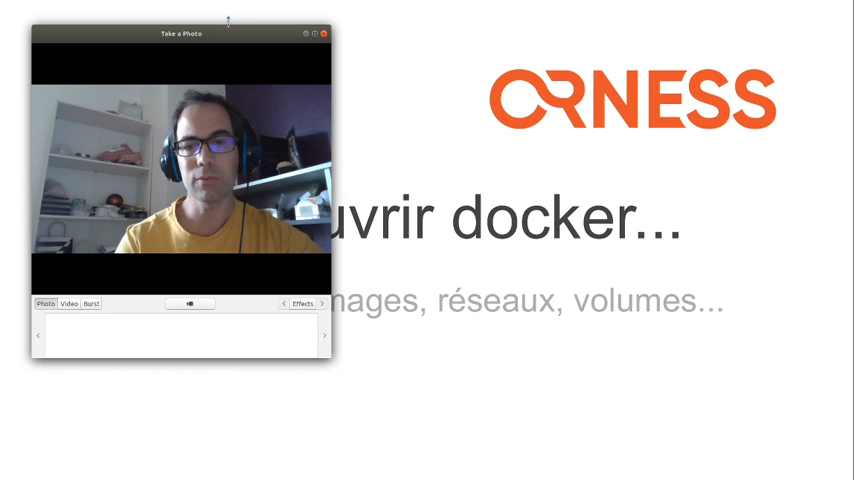 Take a Photo
ORNESS
uvrir docker...
mages, réseaux, volumes...
Photo Video Burst
Effects